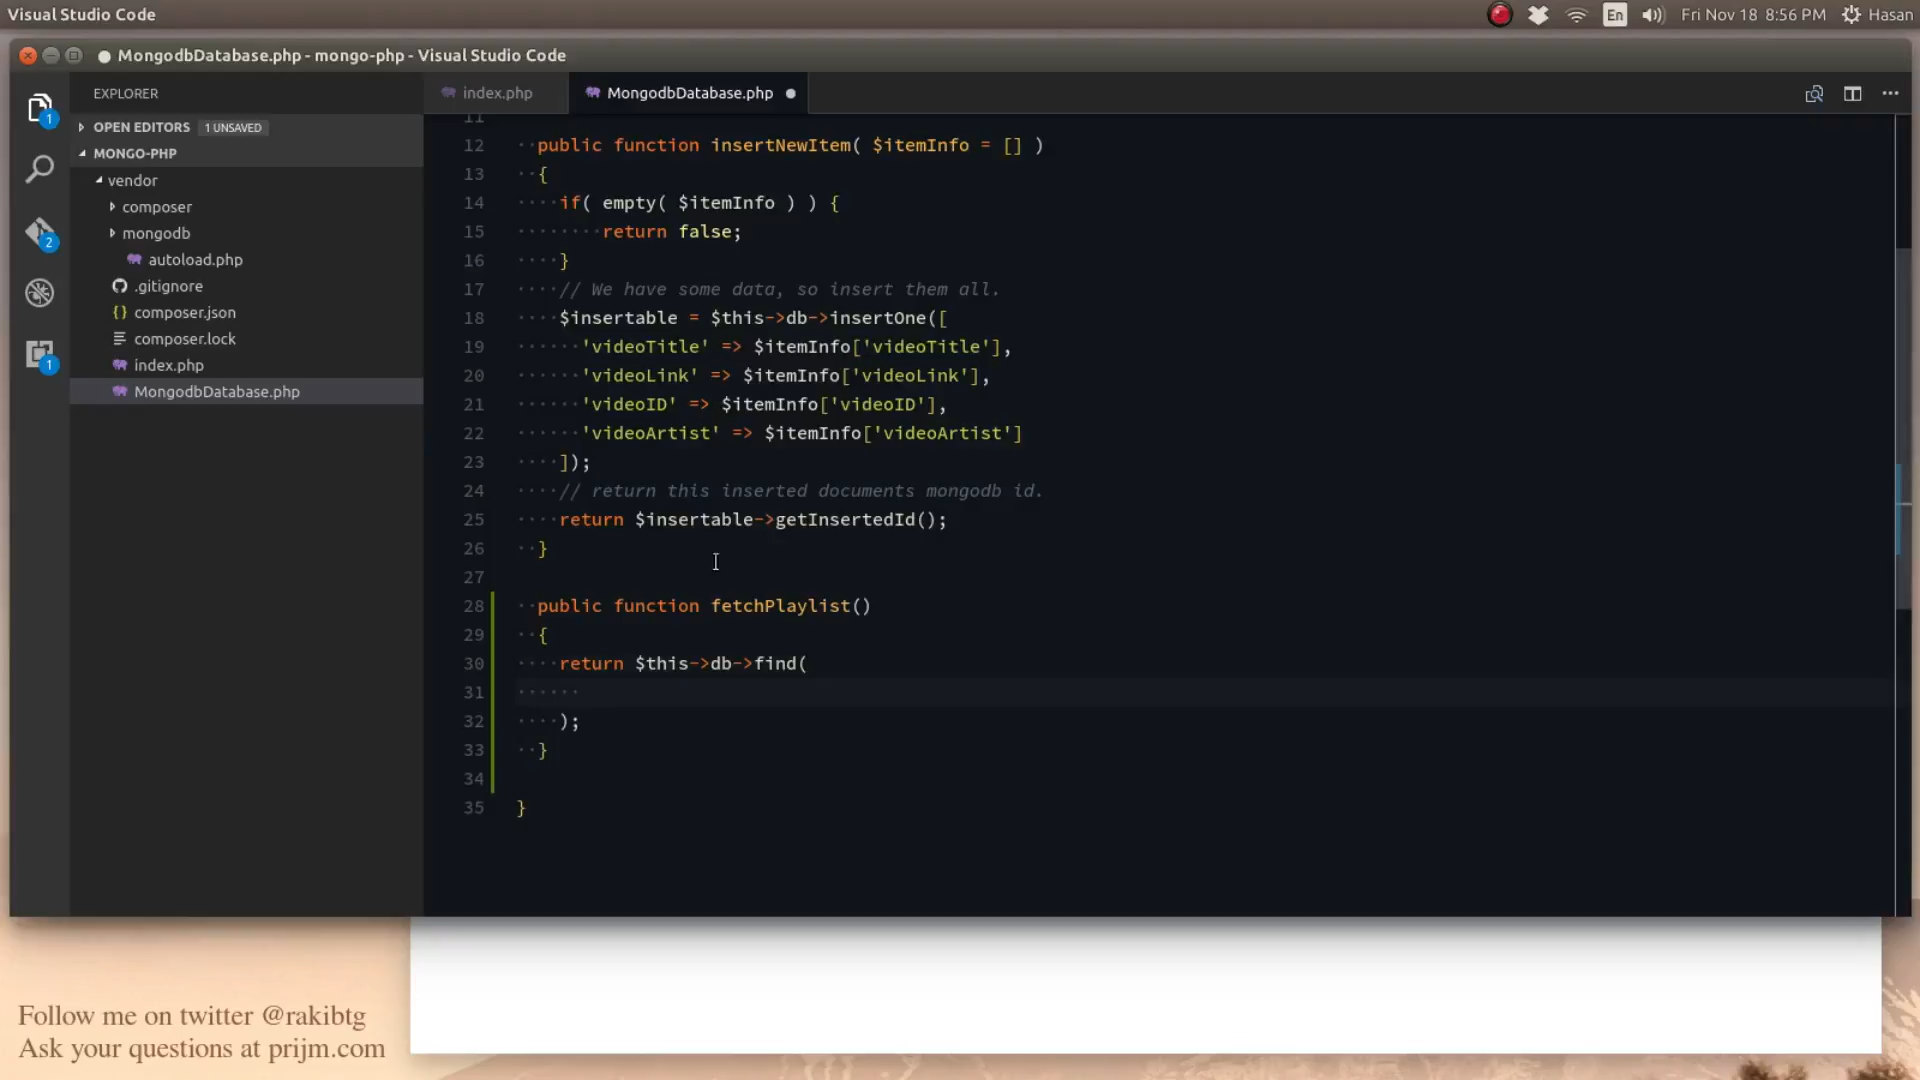 Visual Studio Code
En
Fri Nov 18 8:56 PM
Hasan
MongodbDatabase.php - mongo-php - Visual Studio Code
EXPLORER
OPEN EDITORS 1 UNSAVED
MONGO-PHP
vendor
composer
mongodb
autoload.php
.gitignore
composer.json
composer.lock
index.php
MongodbDatabase.php
1
2
1
index.php
MongodbDatabase.php
11
12 public function insertNewItem( $itemInfo = [] )
13 {
14 if( empty( $itemInfo ) ) {
15 return false;
16 }
17 // We have some data, so insert them all.
18 $insertable = $this->db->insertOne([
19 'videoTitle' => $itemInfo['videoTitle'],
20 'videoLink' => $itemInfo['videoLink'],
21 'videoID' => $itemInfo['videoID'],
22 'videoArtist' => $itemInfo['videoArtist']
23 ]);
24 // return this inserted documents mongodb id.
25 return $insertable->getInsertedId();
26 }
27
28 public function fetchPlaylist()
29 {
30 return $this->db->find(
31
32 );
33 }
34
35 }
Follow me on twitter @rakibtg
Ask your questions at prijm.com